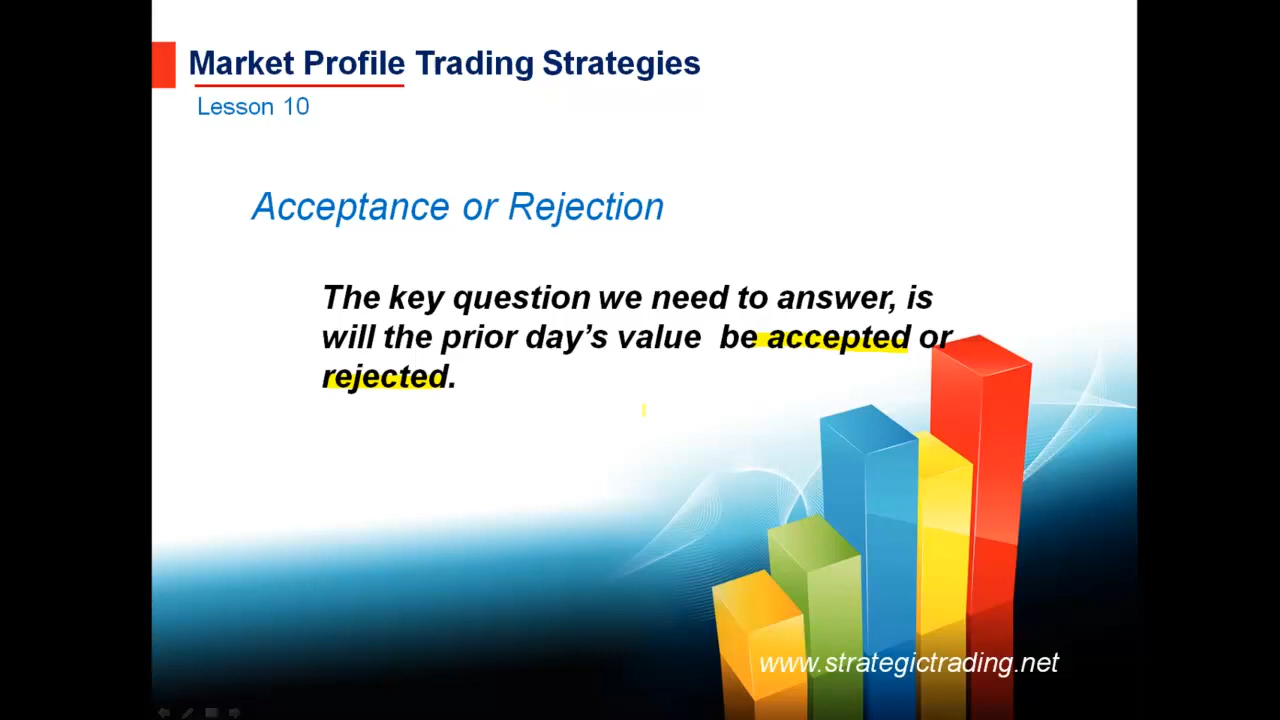 Market Profile Trading Strategies
Lesson 10
Acceptance or Rejection
The key question we need to answer, is
will the prior day’s value be accepted or
rejected.
www.strategictrading.net